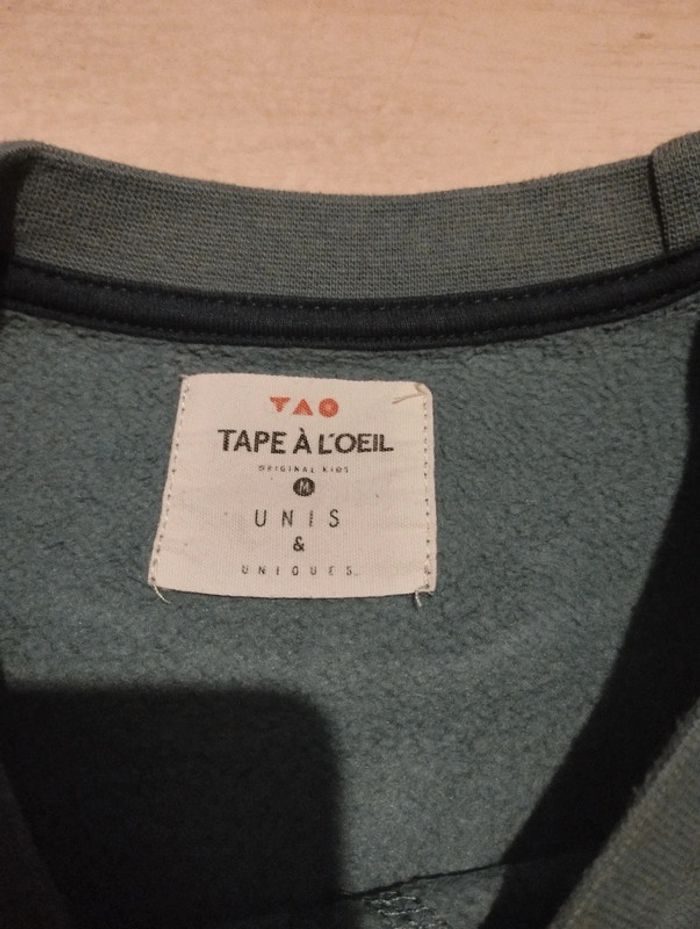 TAO
TAPE À L'OEIL
ORIGINAL KIDS
M
UNIS
&
UNIQUES